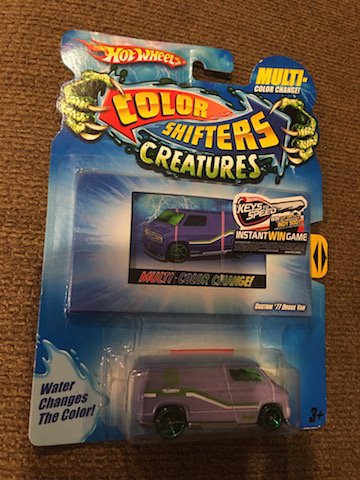 HOT WHEELS
MULTI-
COLOR CHANGE!
COLOR
SHIFTERS
CREATURES
KEYS TO
SPEED
INSTANT WIN GAME
MULTI-COLOR CHANGE!
CUSTOM '77 DODGE VAN
Water
Changes
The Color!
3+